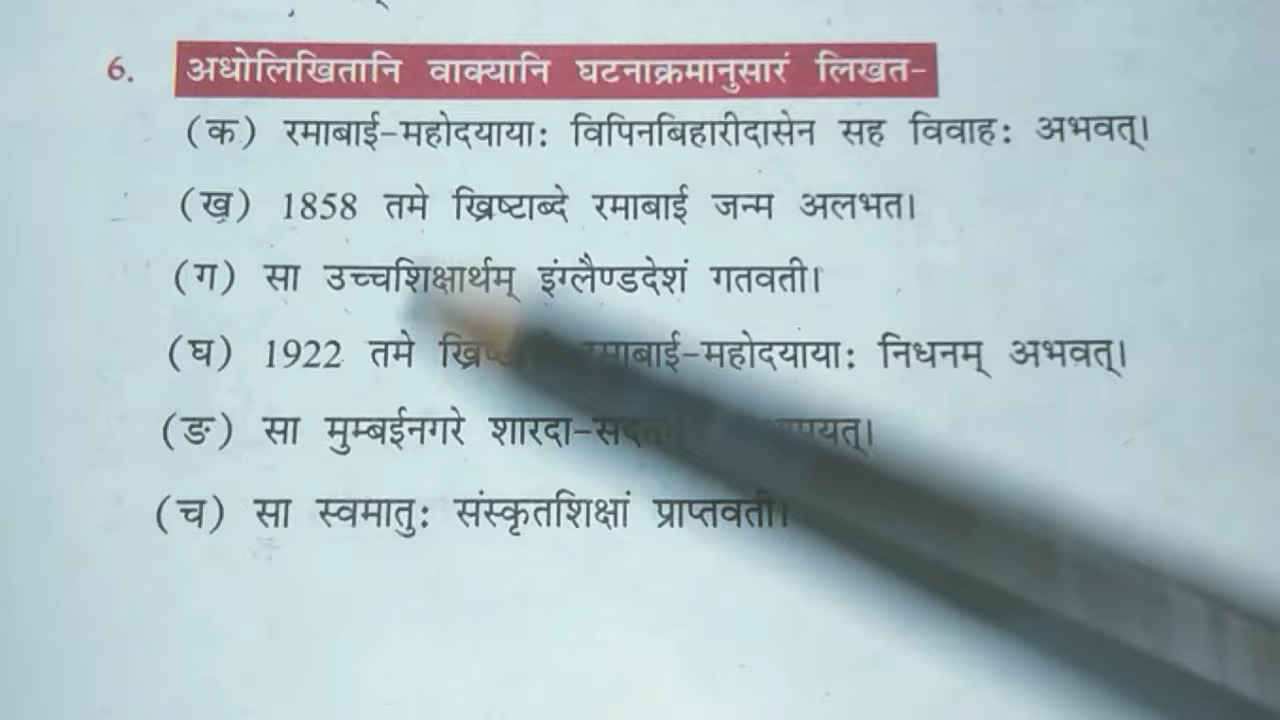 6. अधोलिखितानि वाक्यानि घटनाक्रमानुसारं लिखत-
(क) रमाबाई-महोदयायाः विपिनबिहारीदासेन सह विवाहः अभवत्।
(ख) 1858 तमे ख्रिष्टाब्दे रमाबाई जन्म अलभत।
(ग) सा उच्चशिक्षार्थम् इंग्लैण्डदेशं गतवती।
(घ) 1922 तमे रमाबाई-महोदयायाः निधनम् अभवत्।
(ङ) सा मुम्बईनगरे
(च) सा स्वमातुः संस्कृतशिक्षां प्राप्तवती।